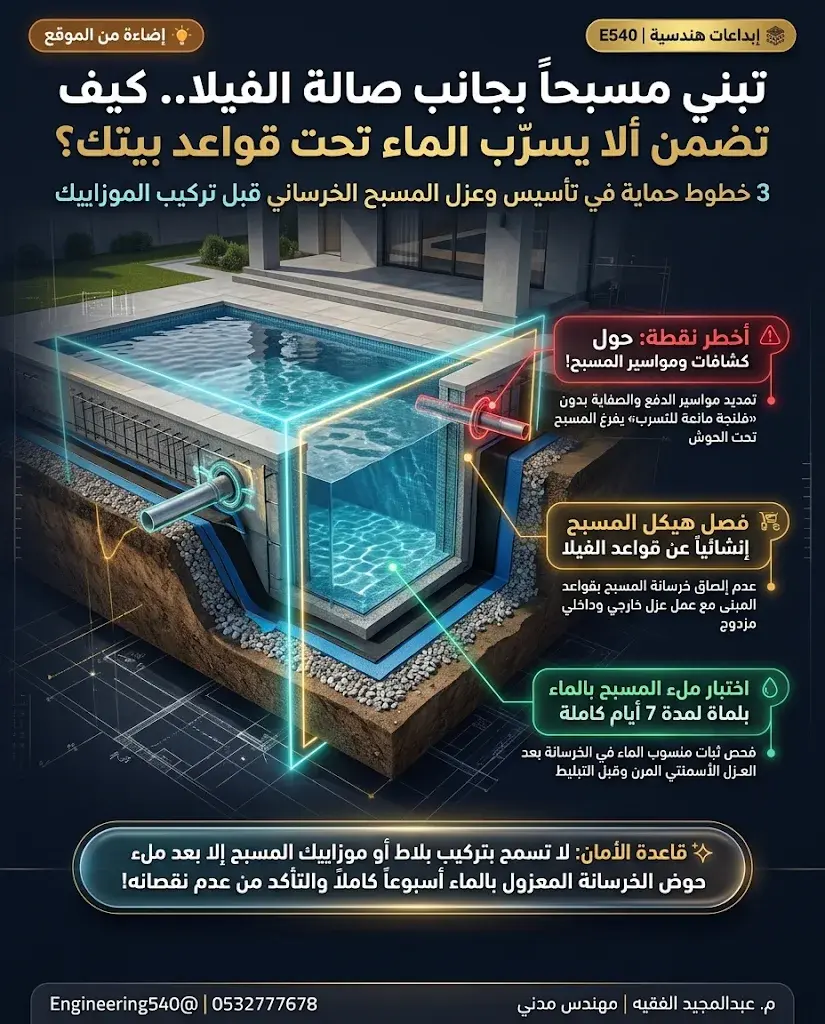 إبداعات هندسية | E540
إضاءة من الموقع
تبني مسبحاً بجانب صالة الفيلا.. كيف
تضمن ألا يسرّب الماء تحت قواعد بيتك؟
3 خطوط حماية في تأسيس وعزل المسبح الخرساني قبل تركيب الموزاييك
أخطر نقطة: حول
كشافات ومواسير المسبح!
تمديد مواسير الدفع والصفاية بدون
«فلنجة مانعة للتسرب» يفرغ المسبح
تحت الحوش
فصل هيكل المسبح
إنشائياً عن قواعد الفيلا
عدم إلصاق خرسانة المسبح بقواعد
المبنى مع عمل عزل خارجي وداخلي
مزدوج
اختبار ملء المسبح بالماء
بلماة لمدة 7 أيام كاملة
فحص ثبات منسوب الماء في الخرسانة بعد
العزل الأسمنتي المرن وقبل التبليط
قاعدة الأمان: لا تسمح بتركيب بلاط أو موزاييك المسبح إلا بعد ملء
حوض الخرسانة المعزول بالماء أسبوعاً كاملاً والتأكد من عدم نقصانه!
م. عبدالمجيد الفقيه | مهندس مدني
0532777678 | @Engineering540